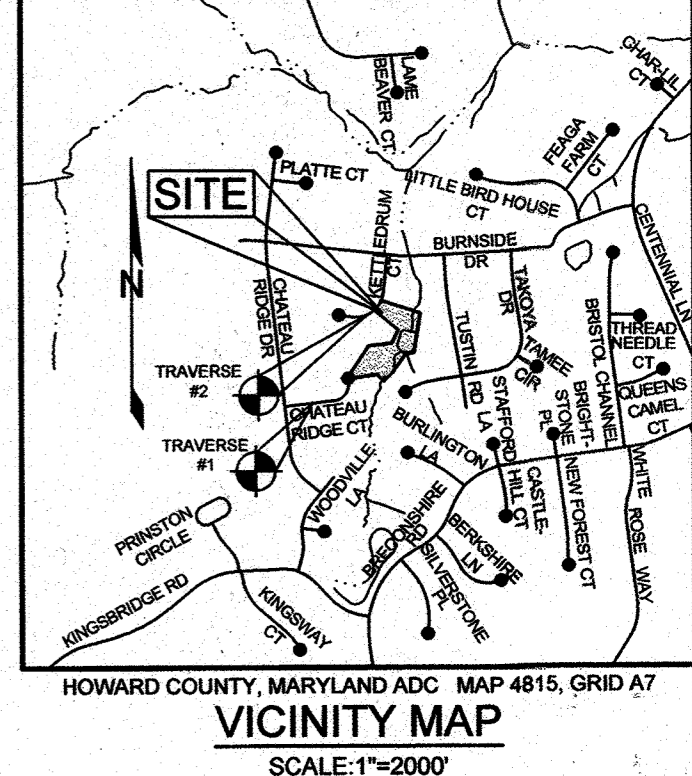 LAME
BEAVER CT
CHAR-LIL
CT
FEAGA
FARM
CT
PLATTE CT
LITTLE BIRD HOUSE
CT
SITE
KETTLEDRUM
CT
BURNSIDE
DR
CENTENNIAL LN
N
CHATEAU
RIDGE DR
TAKOYA
DR
TUSTIN
RD
BRISTOL CHANNEL
THREAD
NEEDLE
CT
TAMEE
CIR
TRAVERSE
#2
QUEENS
CAMEL
CT
CHATEAU
RIDGE CT
STAFFORD
LA
HILL CT
BRIGHT-
STONE
PL
BURLINGTON
LA
TRAVERSE
#1
WOODVILLE
LA
CASTLE-
NEW FOREST CT
WHITE ROSE WAY
BREGONSHIRE
RD
BERKSHIRE
LN
PRINSTON
CIRCLE
SILVERSTONE
PL
KINGSBRIDGE RD
KINGSWAY
CT
HOWARD COUNTY, MARYLAND ADC MAP 4815, GRID A7
VICINITY MAP
SCALE:1"=2000'